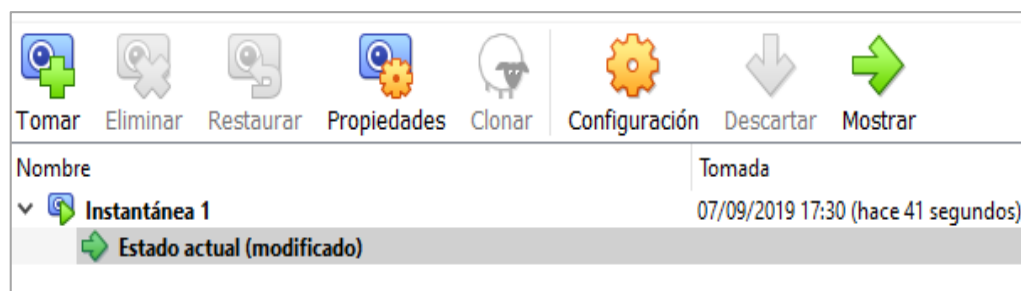 Tomar Eliminar Restaurar Propiedades Clonar Configuración Descartar Mostrar
Nombre Tomada
Instantánea 1 07/09/2019 17:30 (hace 41 segundos)
Estado actual (modificado)